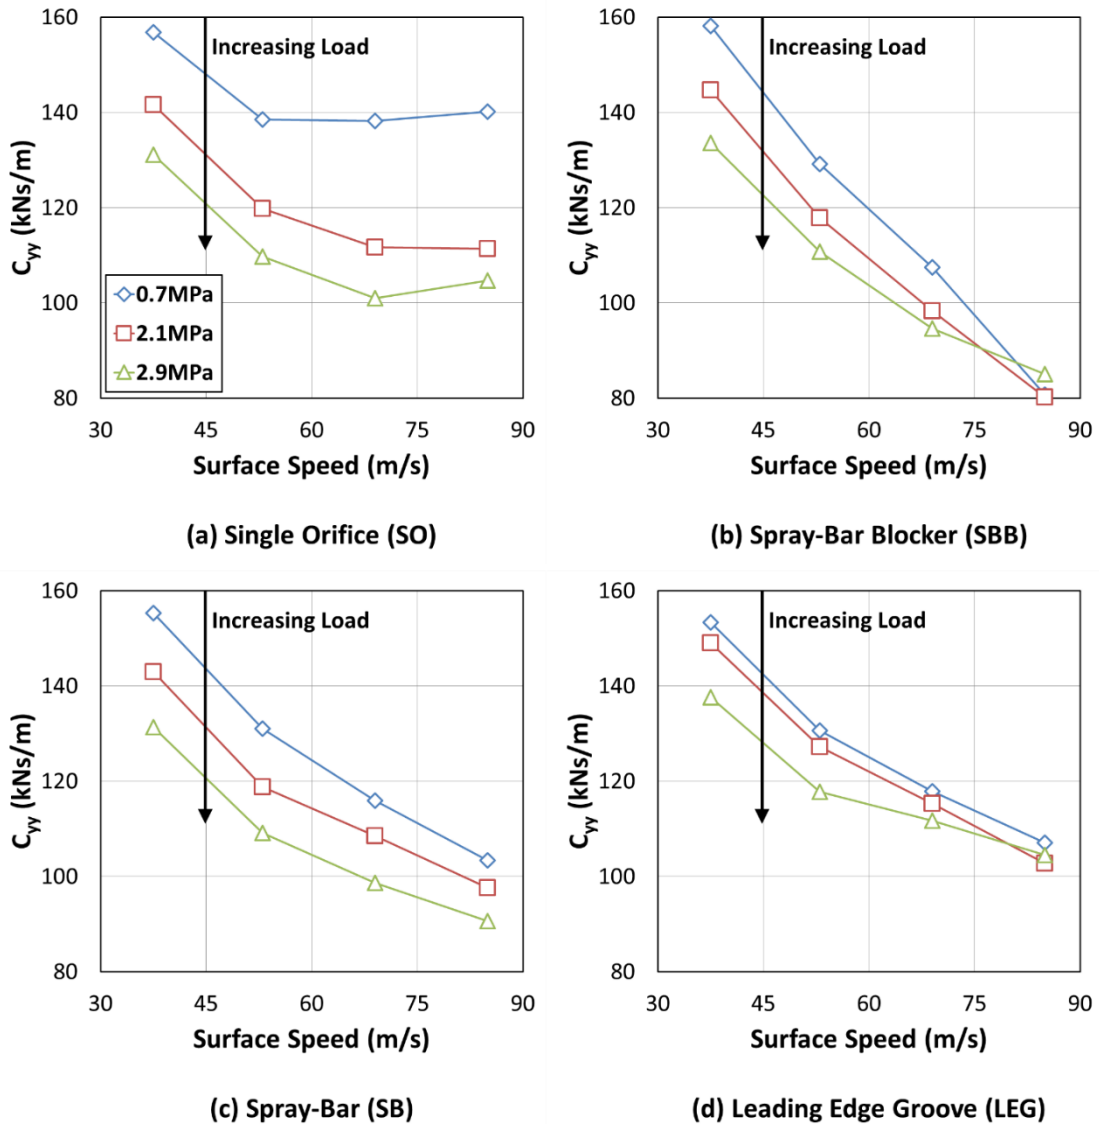 160
140
120
100
80
C_yy (kNs/m)
Increasing Load
0.7MPa
2.1MPa
2.9MPa
30 45 60 75 90
Surface Speed (m/s)
(a) Single Orifice (SO)
160
140
120
100
80
C_yy (kNs/m)
Increasing Load
30 45 60 75 90
Surface Speed (m/s)
(b) Spray-Bar Blocker (SBB)
160
140
120
100
80
C_yy (kNs/m)
Increasing Load
30 45 60 75 90
Surface Speed (m/s)
(c) Spray-Bar (SB)
160
140
120
100
80
C_yy (kNs/m)
Increasing Load
30 45 60 75 90
Surface Speed (m/s)
(d) Leading Edge Groove (LEG)